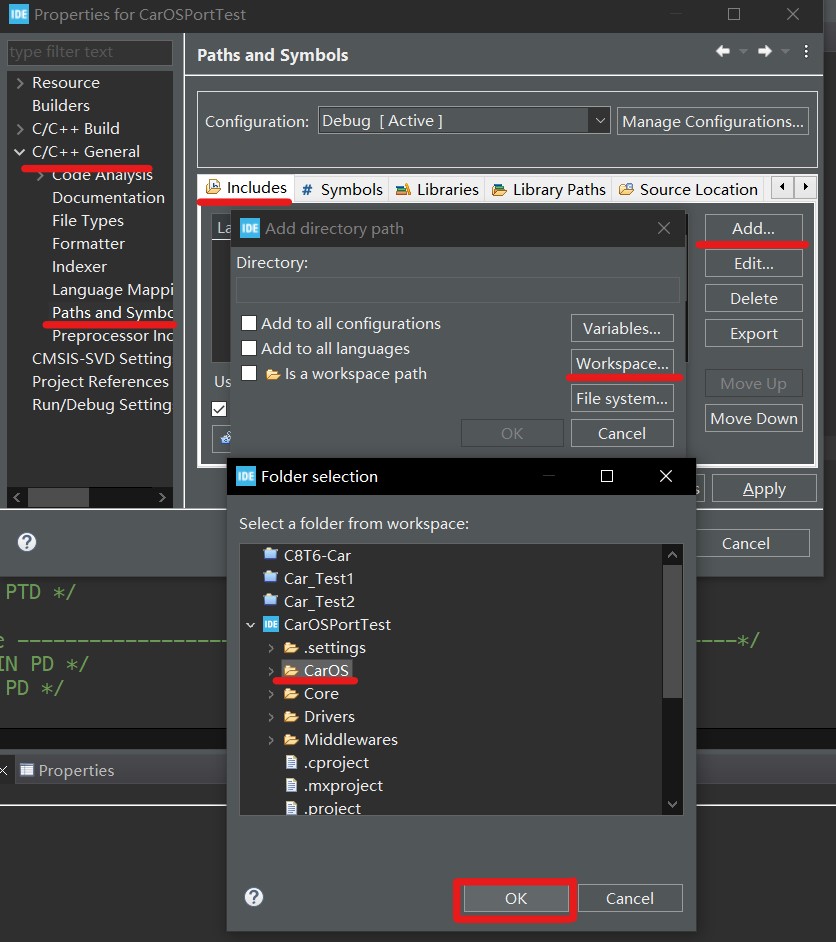 IDE Properties for CarOSPortTest
type filter text
Resource
Builders
C/C++ Build
C/C++ General
Code Analysis
Documentation
File Types
Formatter
Indexer
Language Mappi
Paths and Symbo
Preprocessor Inc
CMSIS-SVD Setting
Project References
Run/Debug Setting
Paths and Symbols
Configuration: Debug [ Active ] Manage Configurations...
Includes # Symbols Libraries Library Paths Source Location
La
Us
Add...
Edit...
Delete
Export
Move Up
Move Down
s Apply
Cancel
IDE Add directory path
Directory:
Add to all configurations
Add to all languages
Is a workspace path
Variables...
Workspace...
File system...
OK Cancel
IDE Folder selection
Select a folder from workspace:
C8T6-Car
Car_Test1
Car_Test2
IDE CarOSPortTest
.settings
CarOS
Core
Drivers
Middlewares
.cproject
.mxproject
.project
? OK Cancel
?
PTD */
e ----------------------------------------*/
IN PD */
PD */
Properties